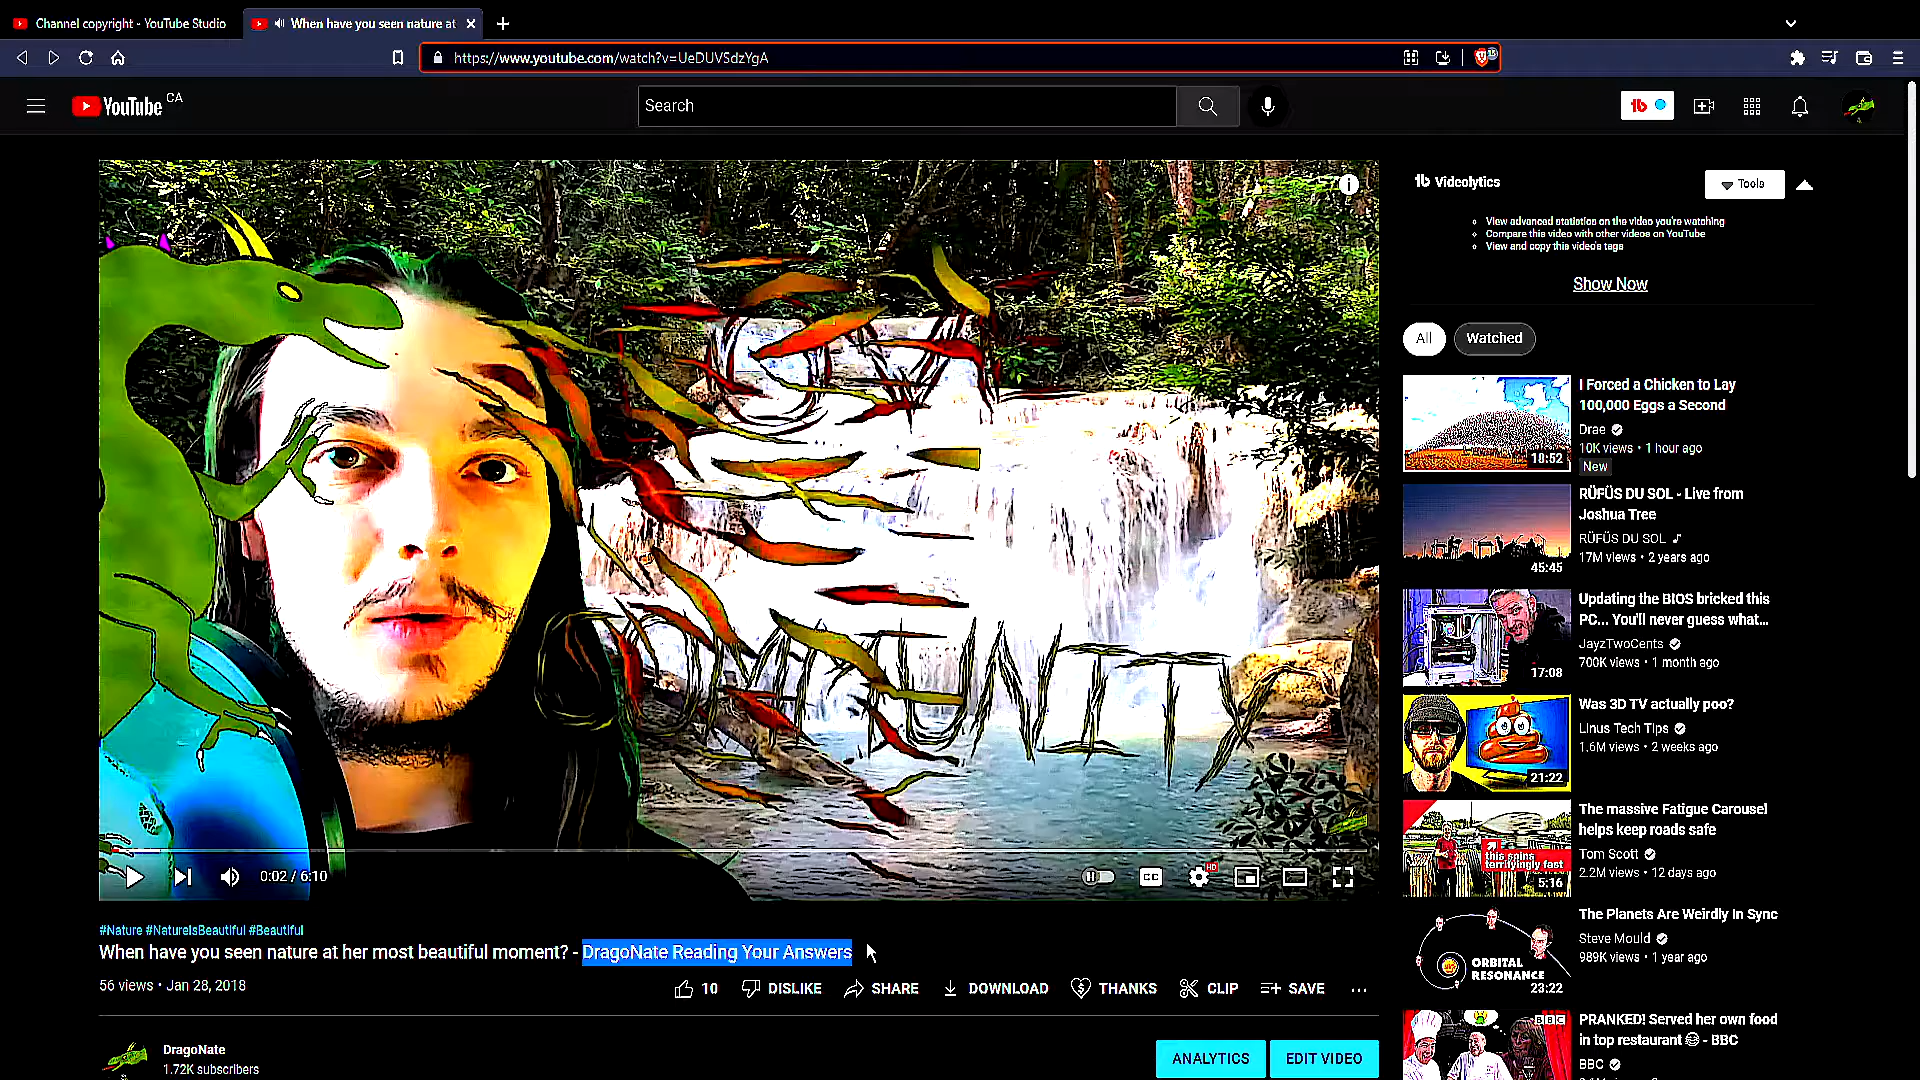 Channel copyright - YouTube Studio
When have you seen nature at
https://www.youtube.com/watch?v=UeDUVSdzYgA
15
YouTube CA
Search
COMMUNITY
0:02 / 6:10
CC
HD
#Nature #NatureIsBeautiful #Beautiful
When have you seen nature at her most beautiful moment? - DragoNate Reading Your Answers
56 views • Jan 28, 2018
10
DISLIKE
SHARE
DOWNLOAD
THANKS
CLIP
SAVE
DragoNate
1.72K subscribers
ANALYTICS
EDIT VIDEO
Videolytics
Tools
View advanced statistics on the video you're watching
Compare this video with other videos on YouTube
View and copy this video's tags
Show Now
All
Watched
I Forced a Chicken to Lay
100,000 Eggs a Second
Drae
10K views • 1 hour ago
New
10:52
RÜFÜS DU SOL - Live from
Joshua Tree
RÜFÜS DU SOL
17M views • 2 years ago
45:45
Updating the BIOS bricked this
PC... You'll never guess what...
JayzTwoCents
700K views • 1 month ago
17:08
Was 3D TV actually poo?
Linus Tech Tips
1.6M views • 2 weeks ago
21:22
The massive Fatigue Carousel
helps keep roads safe
Tom Scott
2.2M views • 12 days ago
this spins
terrifyingly fast
5:16
The Planets Are Weirdly In Sync
Steve Mould
989K views • 1 year ago
ORBITAL
RESONANCE
23:22
PRANKED! Served her own food
in top restaurant 😂 - BBC
BBC
BBC